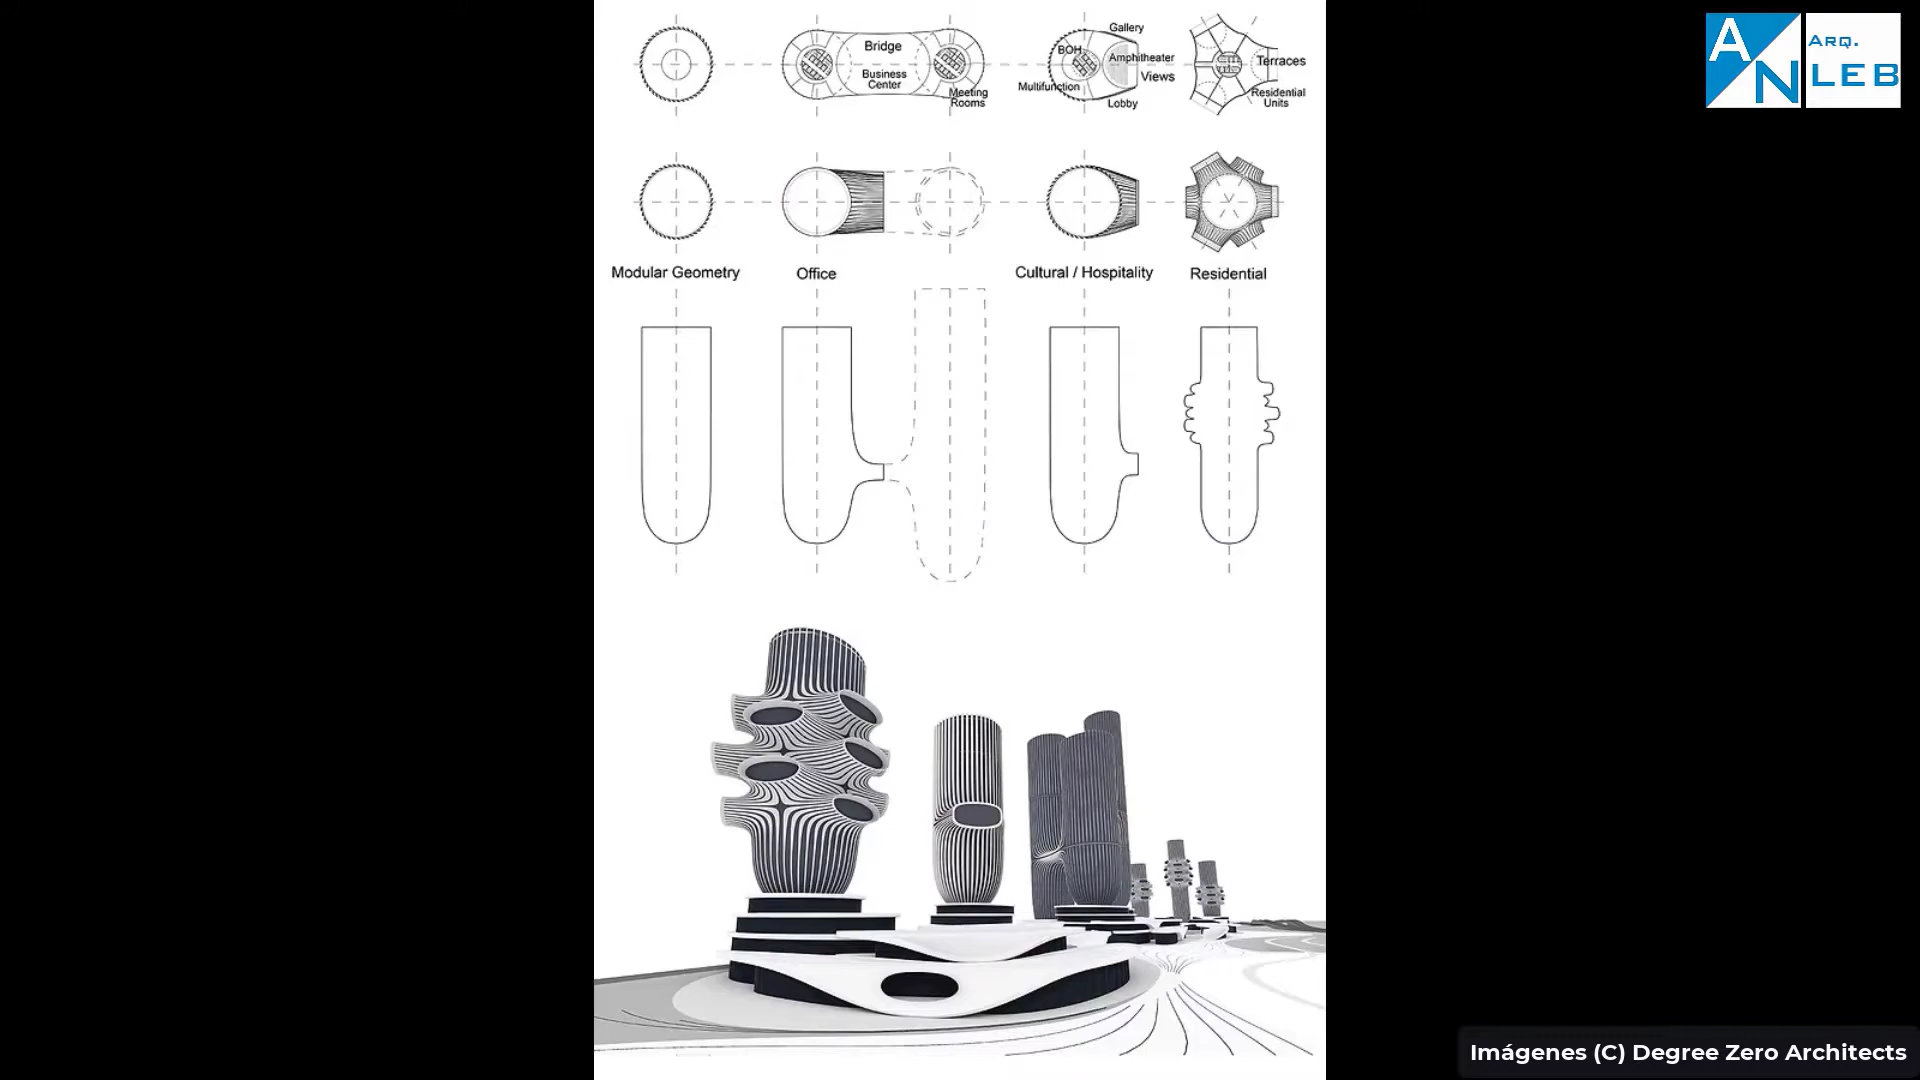 Gallery
Bridge
BOH
Amphitheater
Terraces
Business
Center
Views
Multifunction
Meeting
Rooms
Lobby
Residential
Units
Modular Geometry
Office
Cultural / Hospitality
Residential
A
N
ARQ.
LEB
Imágenes (C) Degree Zero Architects